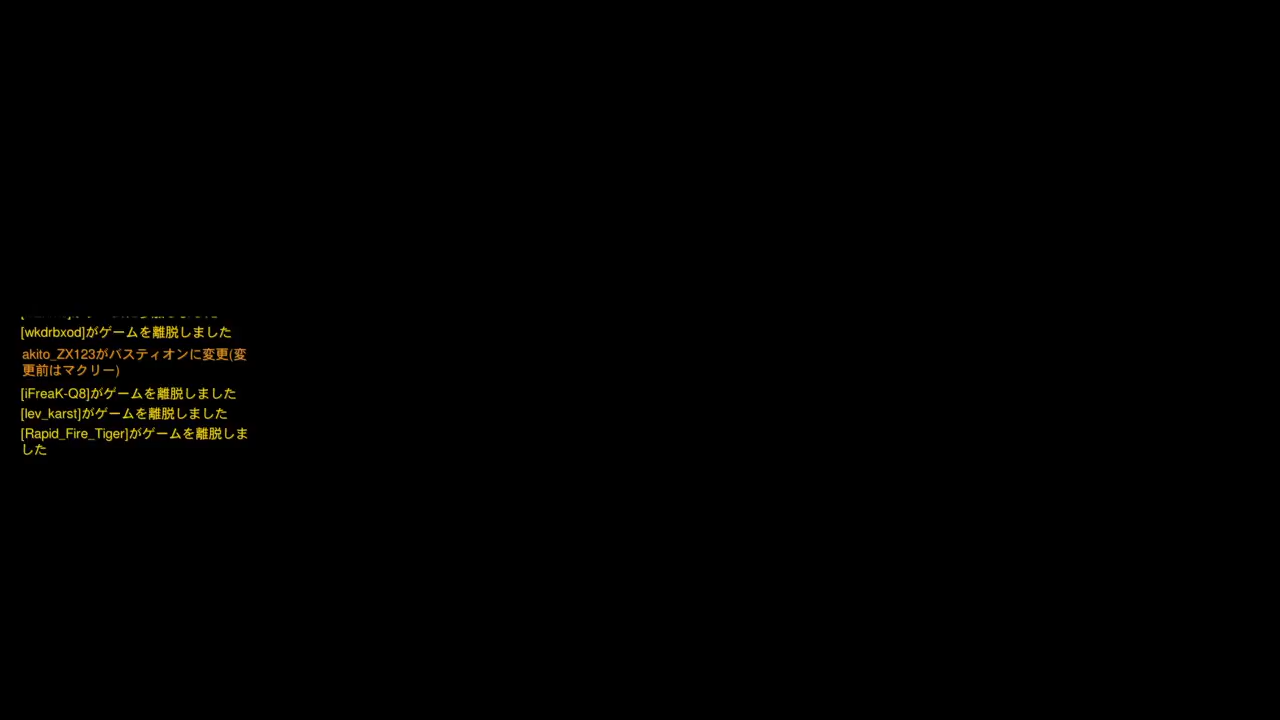 [wkdrbxod]がゲームを離脱しました
akito_ZX123がバスティオンに変更(変
更前はマクリー)
[iFreaK-Q8]がゲームを離脱しました
[lev_karst]がゲームを離脱しました
[Rapid_Fire_Tiger]がゲームを離脱しま
した